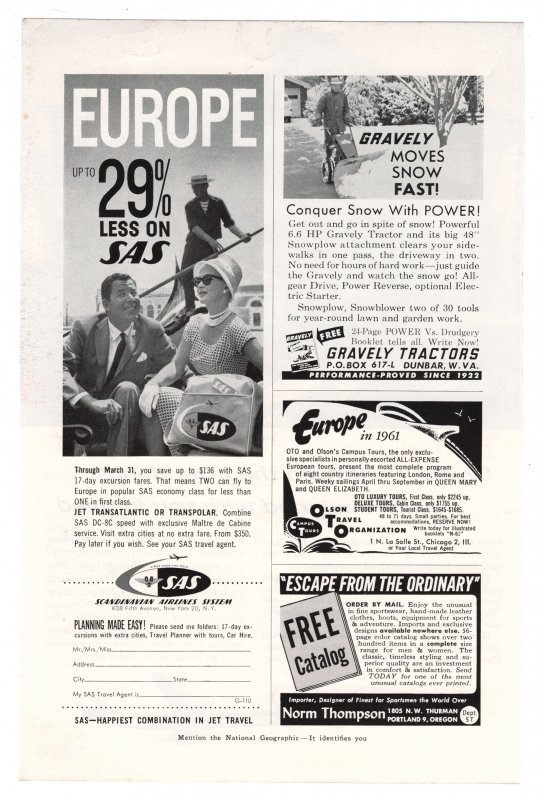 EUROPE
UP TO
29%
LESS ON
SAS
SAS
SAS
Through March 31, you save up to $136 with SAS
17-day excursion fares. That means TWO can fly to
Europe in popular SAS economy class for less than
ONE in first class.
JET TRANSATLANTIC OR TRANSPOLAR. Combine
SAS DC-8C speed with exclusive Maître de Cabine
service. Visit extra cities at no extra fare. From $350.
Pay later if you wish. See your SAS travel agent.
SAS
SCANDINAVIAN AIRLINES SYSTEM
638 Fifth Avenue, New York 20, N. Y.
PLANNING MADE EASY! Please send me folders: 17-day ex-
cursions with extra cities, Travel Planner with tours, Car Hire.
Mr./Mrs./Miss
Address
City State
My SAS Travel Agent is
G-110
SAS—HAPPIEST COMBINATION IN JET TRAVEL
GRAVELY
MOVES
SNOW
FAST!
Conquer Snow With POWER!
Get out and go in spite of snow! Powerful
6.6 HP Gravely Tractor and its big 48"
Snowplow attachment clears your side-
walks in one pass, the driveway in two.
No need for hours of hard work—just guide
the Gravely and watch the snow go! All-
gear Drive, Power Reverse, optional Elec-
tric Starter.
Snowplow, Snowblower two of 30 tools
for year-round lawn and garden work.
GRAVELY
FREE
24-Page POWER Vs. Drudgery
Booklet tells all. Write Now!
GRAVELY TRACTORS
P.O.BOX 617-L DUNBAR, W.VA.
PERFORMANCE-PROVED SINCE 1922
Europe
in 1961
OTO and Olson's Campus Tours, the only exclu-
sive specialists in personally escorted ALL-EXPENSE
European tours, present the most complete program
of eight country itineraries featuring London, Rome and
Paris. Weekly sailings April thru September in QUEEN MARY
and QUEEN ELIZABETH.
OTO LUXURY TOURS, First Class, only $2245 up.
DELUXE TOURS, Cabin Class, only $1755 up.
STUDENT TOURS, Tourist Class, $1645-$1685.
48 to 7½ days. Small parties. For best
accommodations, RESERVE NOW!
Write today for illustrated
booklets "N-61"
OLSON
TRAVEL
ORGANIZATION
CAMPUS
TOURS
1 N. La Salle St., Chicago 2, Ill.
or Your Local Travel Agent
"ESCAPE FROM THE ORDINARY"
FREE
Catalog
ORDER BY MAIL. Enjoy the unusual
in fine sportswear, hand-made leather
clothes, boots, equipment for sports
& adventure. Imports and exclusive
designs available nowhere else. 56-
page color catalog shows over two
hundred items in a complete size
range for men & women. The
classic, timeless styling and su-
perior quality are an investment
in comfort & satisfaction. Send
TODAY for one of the most
unusual catalogs ever printed.
Importer, Designer of Finest for Sportsmen the World Over
Norm Thompson
1805 N.W. THURMAN
PORTLAND 9, OREGON
Dept
5T
Mention the National Geographic—It identifies you